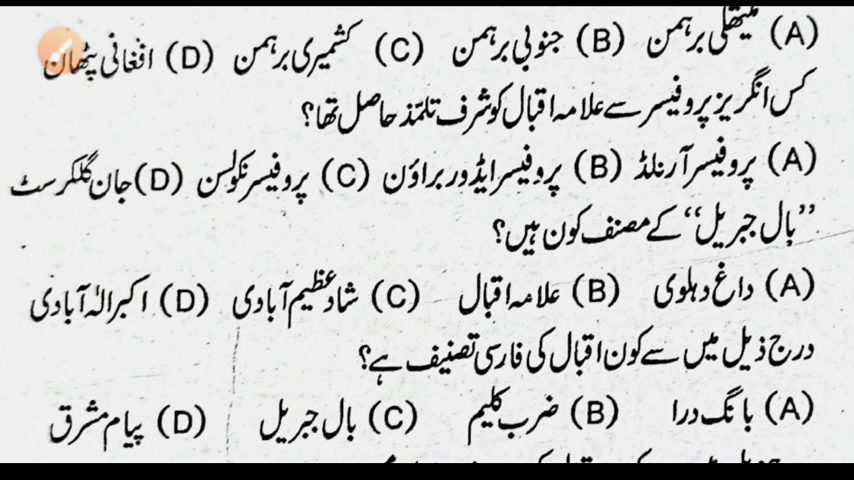 (A) میتھلی برہمن (B) جنوبی برہمن (C) کشمیری برہمن (D) افغانی پٹھان
کس انگریز پروفیسر سے علامہ اقبال کو شرف تلمّذ حاصل تھا؟
(A) پروفیسر آرنلڈ (B) پروفیسر ایڈور براؤن (C) پروفیسر نکولسن (D) جان گلکرسٹ
”بال جبریل“ کے مصنف کون ہیں؟
(A) داغ دہلوی (B) علامہ اقبال (C) شاد عظیم آبادی (D) اکبر الٰہ آبادی
درج ذیل میں سے کون اقبال کی فارسی تصنیف ہے؟
(A) بانگ درا (B) ضرب کلیم (C) بال جبریل (D) پیام مشرق